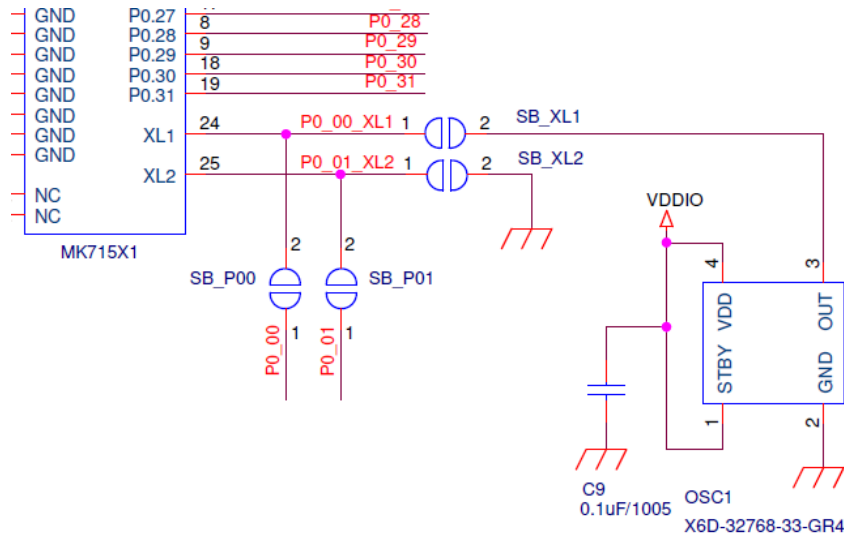 GND P0.27
GND P0.28 8 P0_28
GND P0.29 9 P0_29
GND P0.30 18 P0_30
GND P0.31 19 P0_31
GND
GND XL1 24 P0_00_XL1 1 2 SB_XL1
GND
XL2 25 P0_01_XL2 1 2 SB_XL2
NC
NC
MK715X1
VDDIO
2 2
SB_P00 SB_P01
1 1
P0_00 P0_01
4 3
VDD OUT
STBY GND
1 2
C9
0.1uF/1005
OSC1
X6D-32768-33-GR4